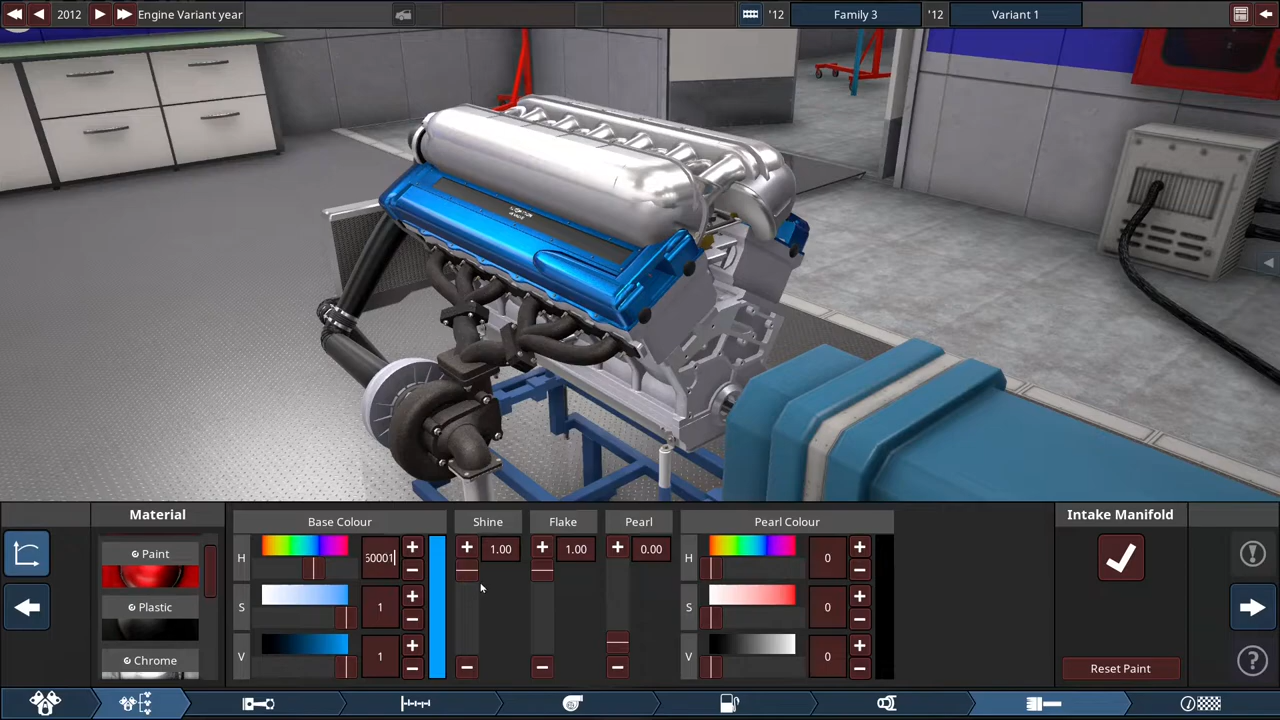 2012 Engine Variant year '12 Family 3 '12 Variant 1
Material
Paint
Plastic
Chrome
Base Colour
H 50001
S 1
V 1
Shine
1.00
Flake
1.00
Pearl
0.00
Pearl Colour
H 0
S 0
V 0
Intake Manifold
Reset Paint